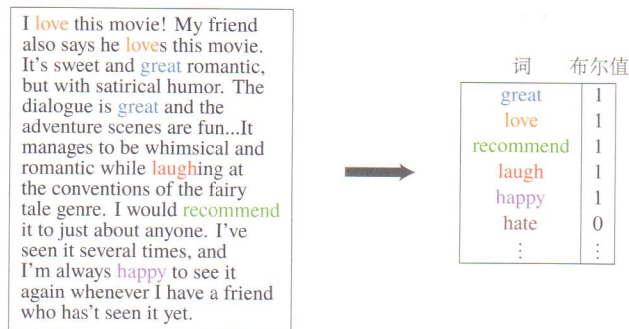 I love this movie! My friend
also says he loves this movie.
It's sweet and great romantic,
but with satirical humor. The
dialogue is great and the
adventure scenes are fun...It
manages to be whimsical and
romantic while laughing at
the conventions of the fairy
tale genre. I would recommend
it to just about anyone. I've
seen it several times, and
I'm always happy to see it
again whenever I have a friend
who has't seen it yet.
词 布尔值
great 1
love 1
recommend 1
laugh 1
happy 1
hate 0
⋮ ⋮